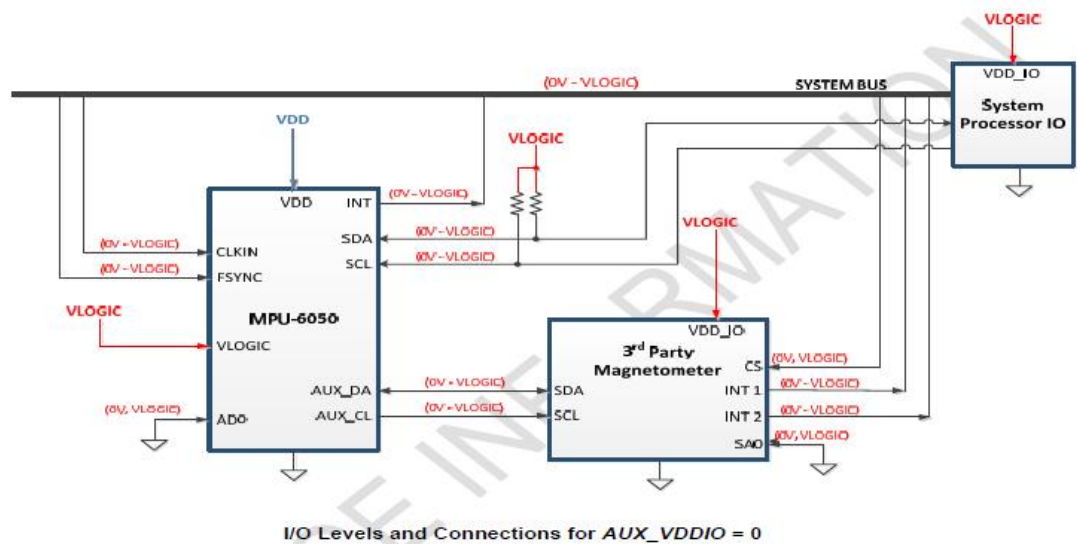 VLOGIC
(0V - VLOGIC)
SYSTEM BUS
VDD_IO
System
Processor IO
VDD
VLOGIC
VDD
INT
(0V - VLOGIC)
(0V - VLOGIC)
CLKIN
SDA
(0V - VLOGIC)
(0V - VLOGIC)
FSYNC
SCL
(0V - VLOGIC)
VLOGIC
MPU-6050
VLOGIC
VLOGIC
VDD_IO
3rd Party
Magnetometer
CS
(0V, VLOGIC)
AUX_DA
(0V - VLOGIC)
SDA
INT 1
(0V - VLOGIC)
(0V, VLOGIC)
AD0
AUX_CL
(0V - VLOGIC)
SCL
INT 2
(0V - VLOGIC)
SA0
(0V, VLOGIC)
I/O Levels and Connections for AUX_VDDIO = 0
INFORMATION